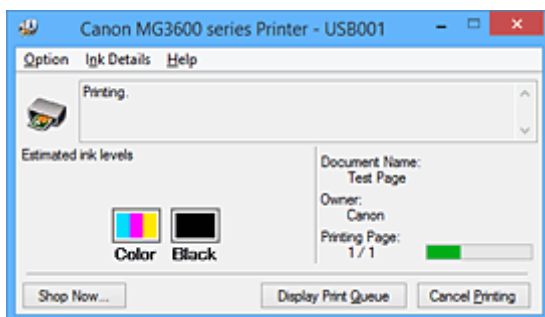 Canon MG3600 series Printer - USB001
Option Ink Details Help
Printing.
Estimated ink levels
Document Name:
Test Page
Owner:
Canon
Printing Page:
1 / 1
Color Black
Shop Now... Display Print Queue Cancel Printing